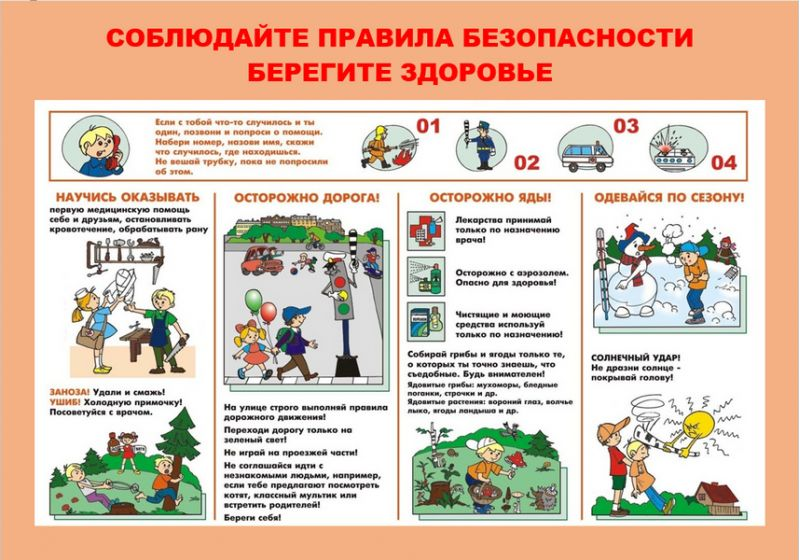 СОБЛЮДАЙТЕ ПРАВИЛА БЕЗОПАСНОСТИ
БЕРЕГИТЕ ЗДОРОВЬЕ
Если с тобой что-то случилось и ты
один, позвони и попроси о помощи.
Набери номер, назови имя, скажи
что случилось, где находишься.
Не вешай трубку, пока не попросили
об этом.
01
02
03
04
НАУЧИСЬ ОКАЗЫВАТЬ
первую медицинскую помощь
себе и друзьям, останавливать
кровотечение, обрабатывать рану
ЗАНОЗА! Удали и смажь!
УШИБ! Холодную примочку!
Посоветуйся с врачом.
ОСТОРОЖНО ДОРОГА!
На улице строго выполняй правила
дорожного движения!
Переходи дорогу только на
зеленый свет!
Не играй на проезжей части!
Не соглашайся идти с
незнакомыми людьми, например,
если тебе предлагают посмотреть
котят, классный мультик или
встретить родителей!
Береги себя!
ОСТОРОЖНО ЯДЫ!
Лекарства принимай
только по назначению
врача!
Осторожно с аэрозолем.
Опасно для здоровья!
Чистящие и моющие
средства используй
только по назначению!
Собирай грибы и ягоды только те,
о которых ты точно знаешь, что
съедобные. Будь внимателен!
Ядовитые грибы: мухоморы, бледные
поганки, строчки и др.
Ядовитые растения: вороний глаз, волчье
лыко, ягоды ландыша и др.
ОДЕВАЙСЯ ПО СЕЗОНУ!
СОЛНЕЧНЫЙ УДАР!
Не дразни солнце -
покрывай голову!